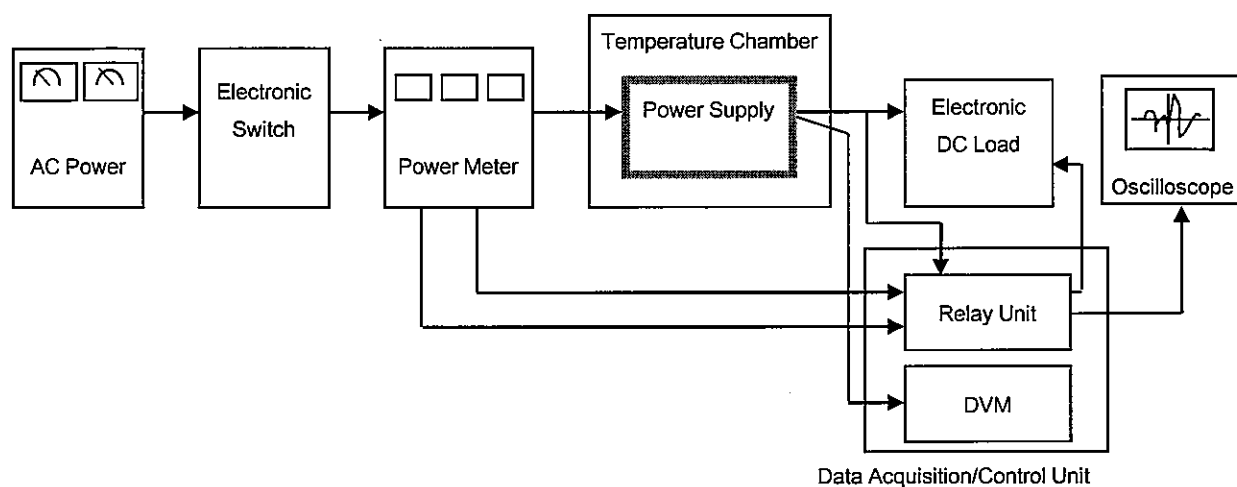 Temperature Chamber
Electronic
Switch
Power Supply
Electronic
DC Load
AC Power
Power Meter
Oscilloscope
Relay Unit
DVM
Data Acquisition/Control Unit